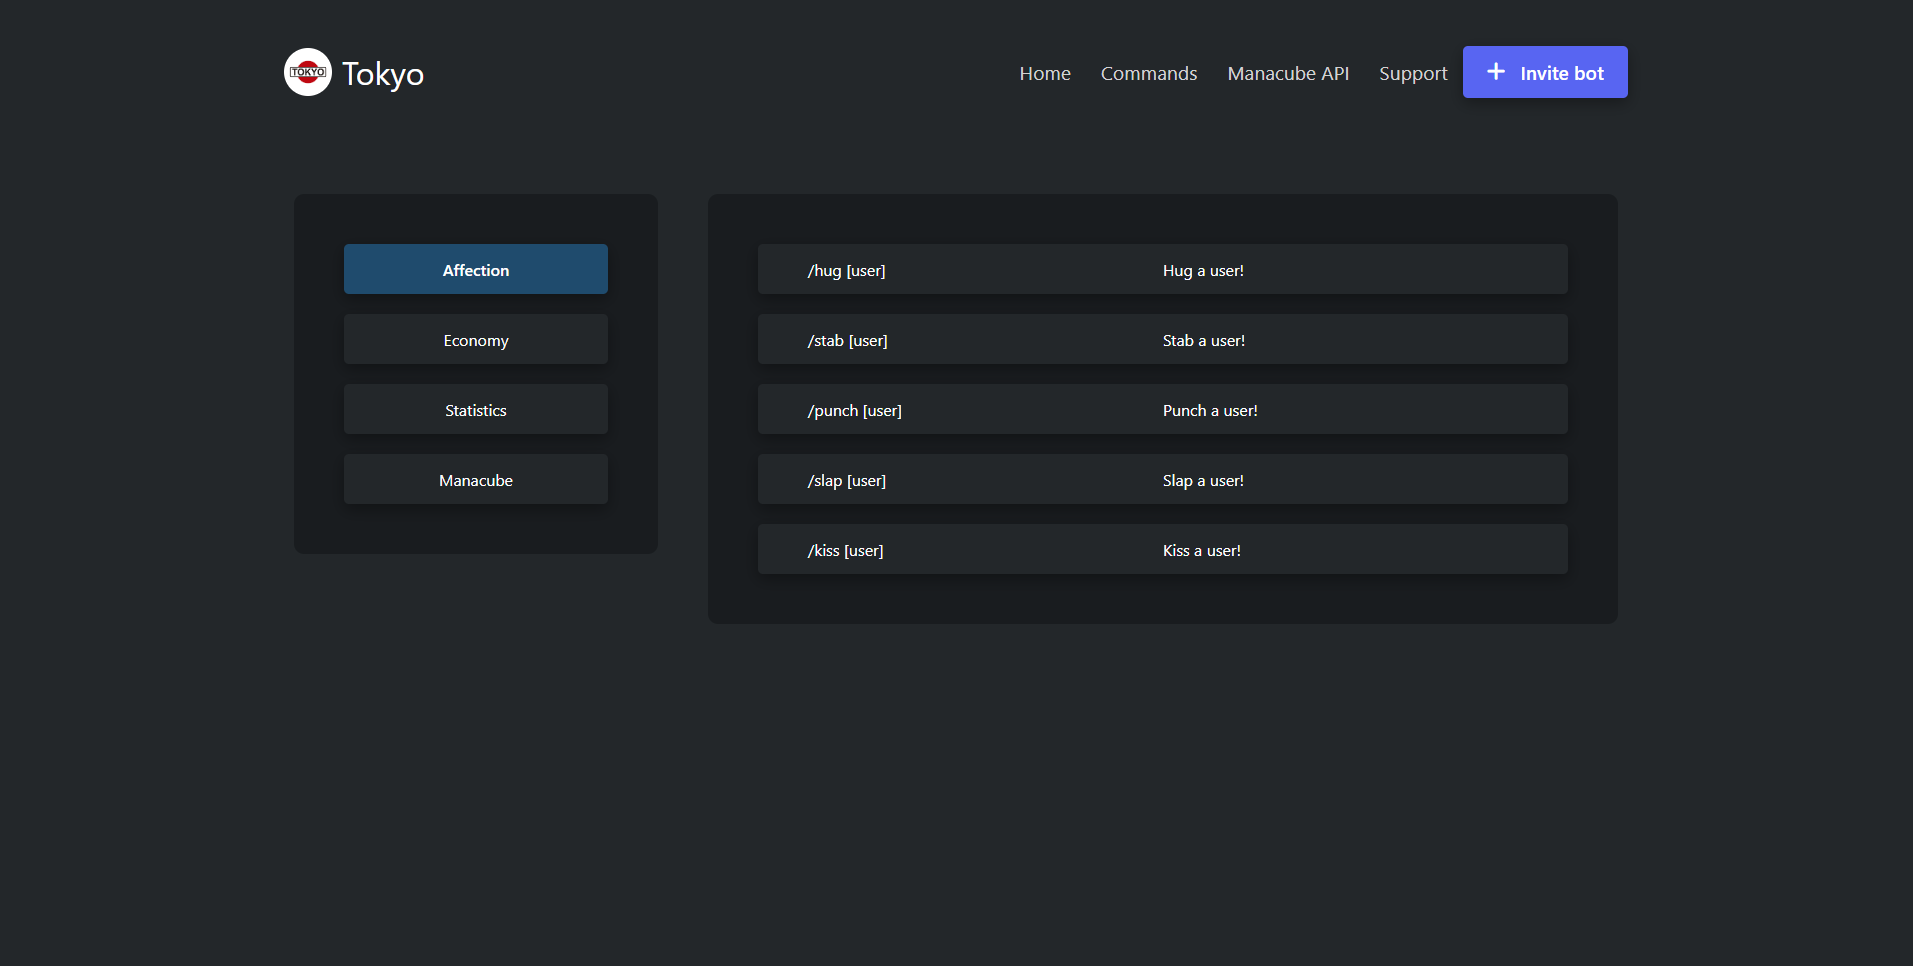 TOKYO Tokyo
Home Commands Manacube API Support + Invite bot
Affection
Economy
Statistics
Manacube
/hug [user] Hug a user!
/stab [user] Stab a user!
/punch [user] Punch a user!
/slap [user] Slap a user!
/kiss [user] Kiss a user!